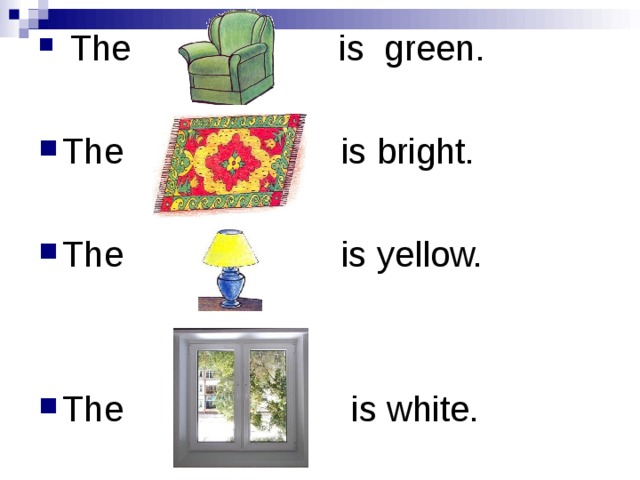 The is green.
The is bright.
The is yellow.
The is white.